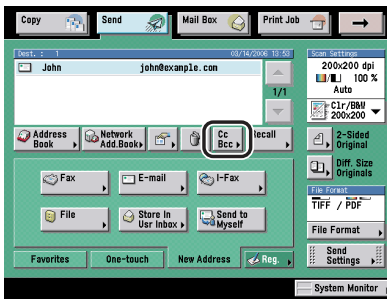 Copy
Send
Mail Box
Print Job
Dest. : 1
03/14/2006 13:53
John
john@example.com
1/1
Address Book
Network Add.Book
Cc Bcc
Recall
Fax
E-mail
I-Fax
File
Store In Usr Inbox
Send to Myself
Favorites
One-touch
New Address
Reg.
Scan Settings
200x200 dpi
100 %
Auto
Clr/B&W
200x200
2-Sided Original
Diff. Size Originals
File Format
TIFF / PDF
File Format
Send Settings
System Monitor